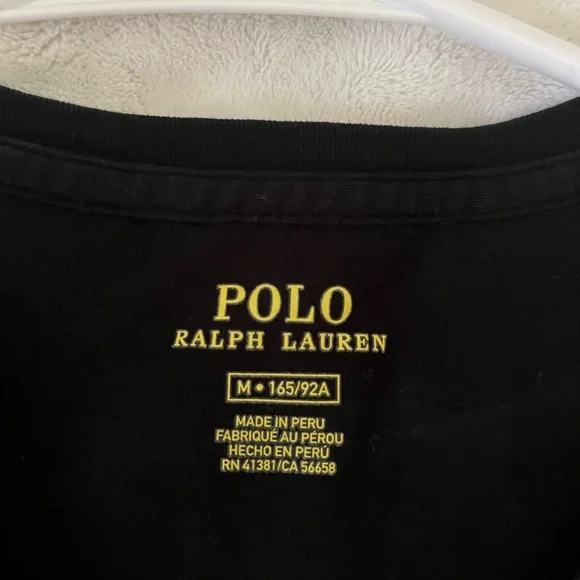 POLO
RALPH LAUREN
M • 165/92A
MADE IN PERU
FABRIQUÉ AU PÉROU
HECHO EN PERÚ
RN 41381/CA 56658